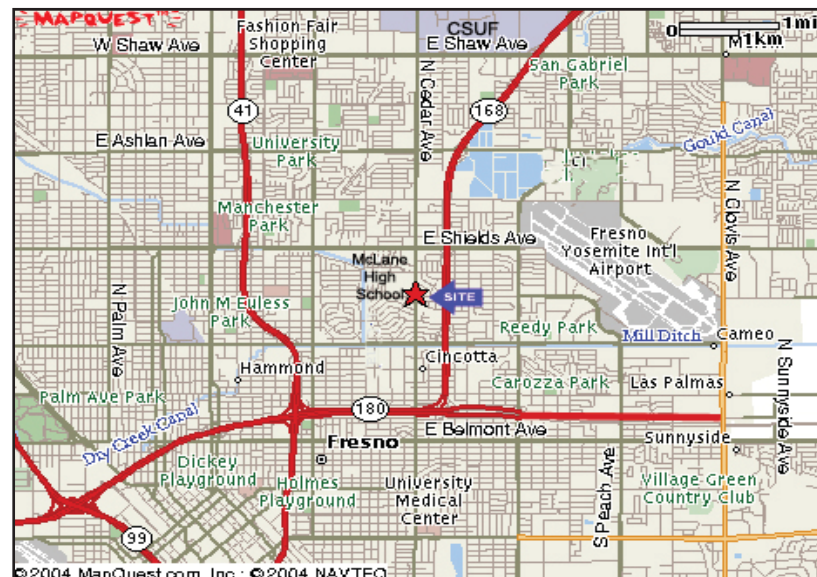 MAPQUEST
W Shaw Ave
Fashion Fair
Shopping
Center
CSUF
E Shaw Ave
0
1mi
1km
San Gabriel
Park
N Cedar Ave
41
168
E Ashlan Ave
University
Park
Gould Canal
Manchester
Park
E Shields Ave
Fresno
Yosemite Int'l
Airport
N Clovis Ave
McLane
High
School
SITE
N Palm Ave
John M Euless
Park
Reedy Park
Mill Ditch
Cameo
Hammond
Cincotta
Carozza Park
Las Palmas
N Sunnyside Ave
Palm Ave Park
Dry Creek Canal
180
E Belmont Ave
Fresno
Sunnyside
Dickey
Playground
Holmes
Playground
University
Medical
Center
S Peach Ave
Village Green
Country Club
99
©2004 MapQuest.com, Inc.; ©2004 NAVTEQ